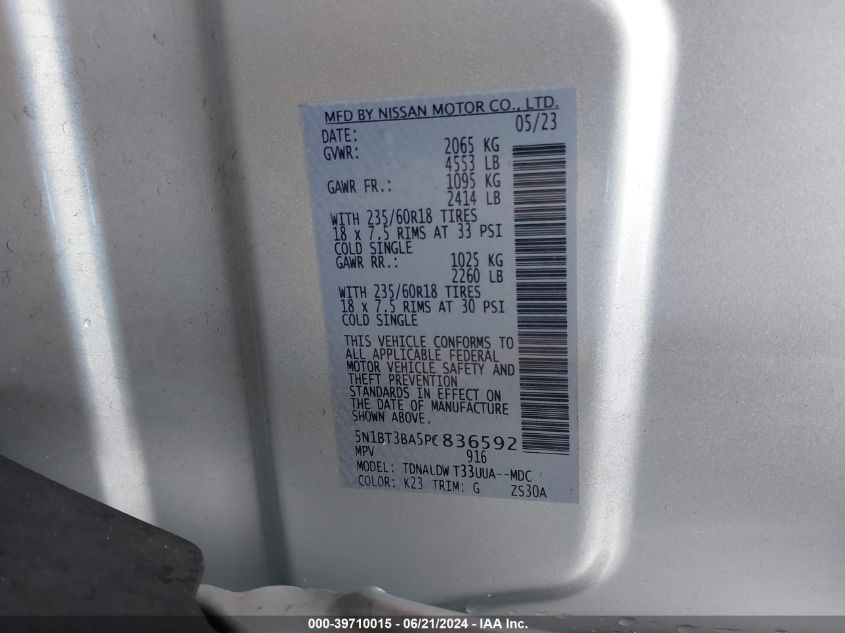 MFD BY NISSAN MOTOR CO., LTD.
DATE: 05/23
GVWR: 2065 KG
4553 LB
GAWR FR.: 1095 KG
2414 LB
WITH 235/60R18 TIRES
18 x 7.5 RIMS AT 33 PSI
COLD SINGLE
GAWR RR.: 1025 KG
2260 LB
WITH 235/60R18 TIRES
18 x 7.5 RIMS AT 30 PSI
COLD SINGLE
THIS VEHICLE CONFORMS TO
ALL APPLICABLE FEDERAL
MOTOR VEHICLE SAFETY AND
THEFT PREVENTION
STANDARDS IN EFFECT ON
THE DATE OF MANUFACTURE
SHOWN ABOVE.
5N1BT3BA5PC836592
MPV 916
MODEL: TDNALDW T33UUA--MDC
COLOR: K23 TRIM: G ZS30A
000-39710015 - 06/21/2024 - IAA Inc.